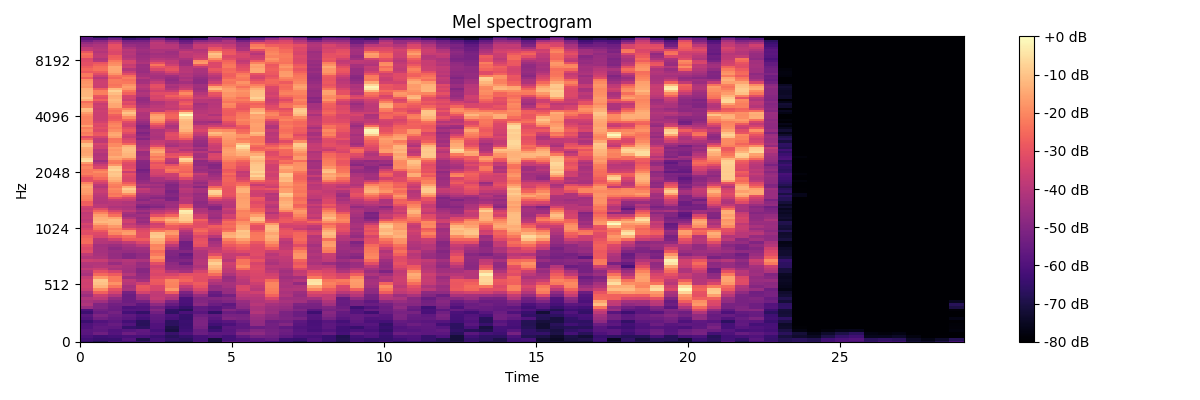 Mel spectrogram
8192
4096
2048
1024
512
0
Hz
0 5 10 15 20 25
Time
+0 dB
-10 dB
-20 dB
-30 dB
-40 dB
-50 dB
-60 dB
-70 dB
-80 dB